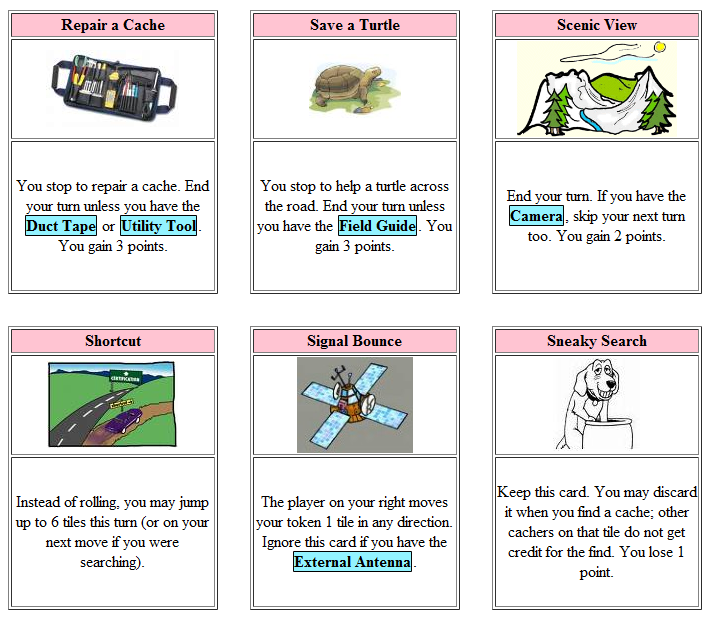 Repair a Cache
You stop to repair a cache. End
your turn unless you have the
Duct Tape or Utility Tool.
You gain 3 points.
Save a Turtle
You stop to help a turtle across
the road. End your turn unless
you have the Field Guide. You
gain 3 points.
Scenic View
End your turn. If you have the
Camera, skip your next turn
too. You gain 2 points.
Shortcut
CERTIFICATION
Instead of rolling, you may jump
up to 6 tiles this turn (or on your
next move if you were
searching).
Signal Bounce
The player on your right moves
your token 1 tile in any direction.
Ignore this card if you have the
External Antenna.
Sneaky Search
Keep this card. You may discard
it when you find a cache; other
cachers on that tile do not get
credit for the find. You lose 1
point.